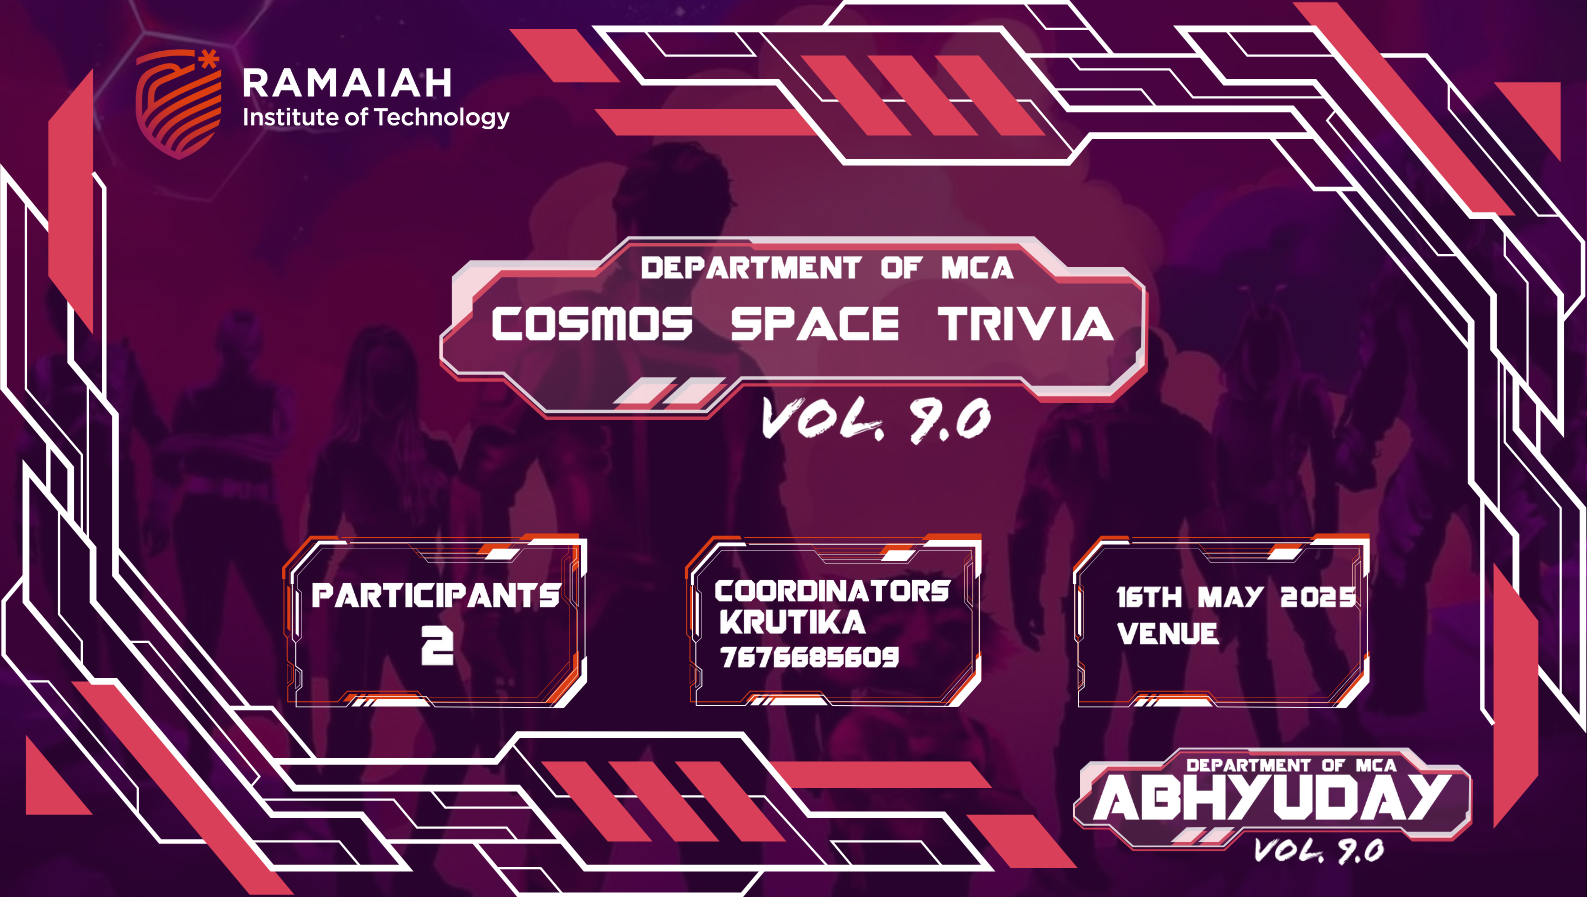 RAMAIAH
Institute of Technology
DEPARTMENT OF MCA
COSMOS SPACE TRIVIA
VOL. 9.0
PARTICIPANTS
2
COORDINATORS
KRUTIKA
7676685609
16TH MAY 2025
VENUE
DEPARTMENT OF MCA
ABHYUDAY
VOL. 9.0